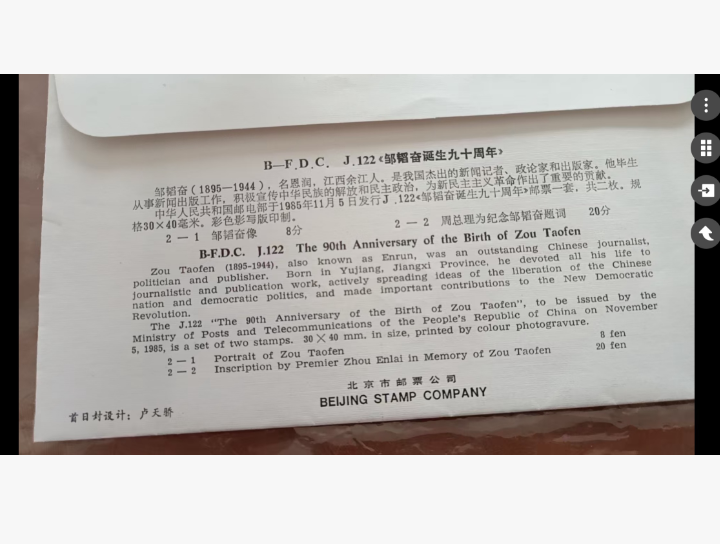 B—F.D.C. J.122《邹韬奋诞生九十周年》
邹韬奋(1895—1944),名恩润,江西余江人。是我国杰出的新闻记者、政论家和出版家。他毕生
从事新闻出版工作,积极宣传中华民族的解放和民主政治,为新民主主义革命作出了重要的贡献。
中华人民共和国邮电部于1985年11月5日发行J.122《邹韬奋诞生九十周年》邮票一套,共二枚。规
格30×40毫米。彩色影写版印制。
2—1 邹韬奋像 8分 2—2 周总理为纪念邹韬奋题词 20分
B-F.D.C. J.122 The 90th Anniversary of the Birth of Zou Taofen
Zou Taofen (1895-1944), also known as Enrun, was an outstanding Chinese journalist,
politician and publisher. Born in Yujiang, Jiangxi Province, he devoted all his life to
journalistic and publication work, actively spreading ideas of the liberation of the Chinese
nation and democratic politics, and made important contributions to the New Democratic
Revolution.
The J.122 "The 90th Anniversary of the Birth of Zou Taofen", to be issued by the
Ministry of Posts and Telecommunications of the People's Republic of China on November
5, 1985, is a set of two stamps. 30×40 mm. in size, printed by colour photogravure.
2—1 Portrait of Zou Taofen 8 fen
2—2 Inscription by Premier Zhou Enlai in Memory of Zou Taofen 20 fen
北京市邮票公司
BEIJING STAMP COMPANY
首日封设计:卢天骄